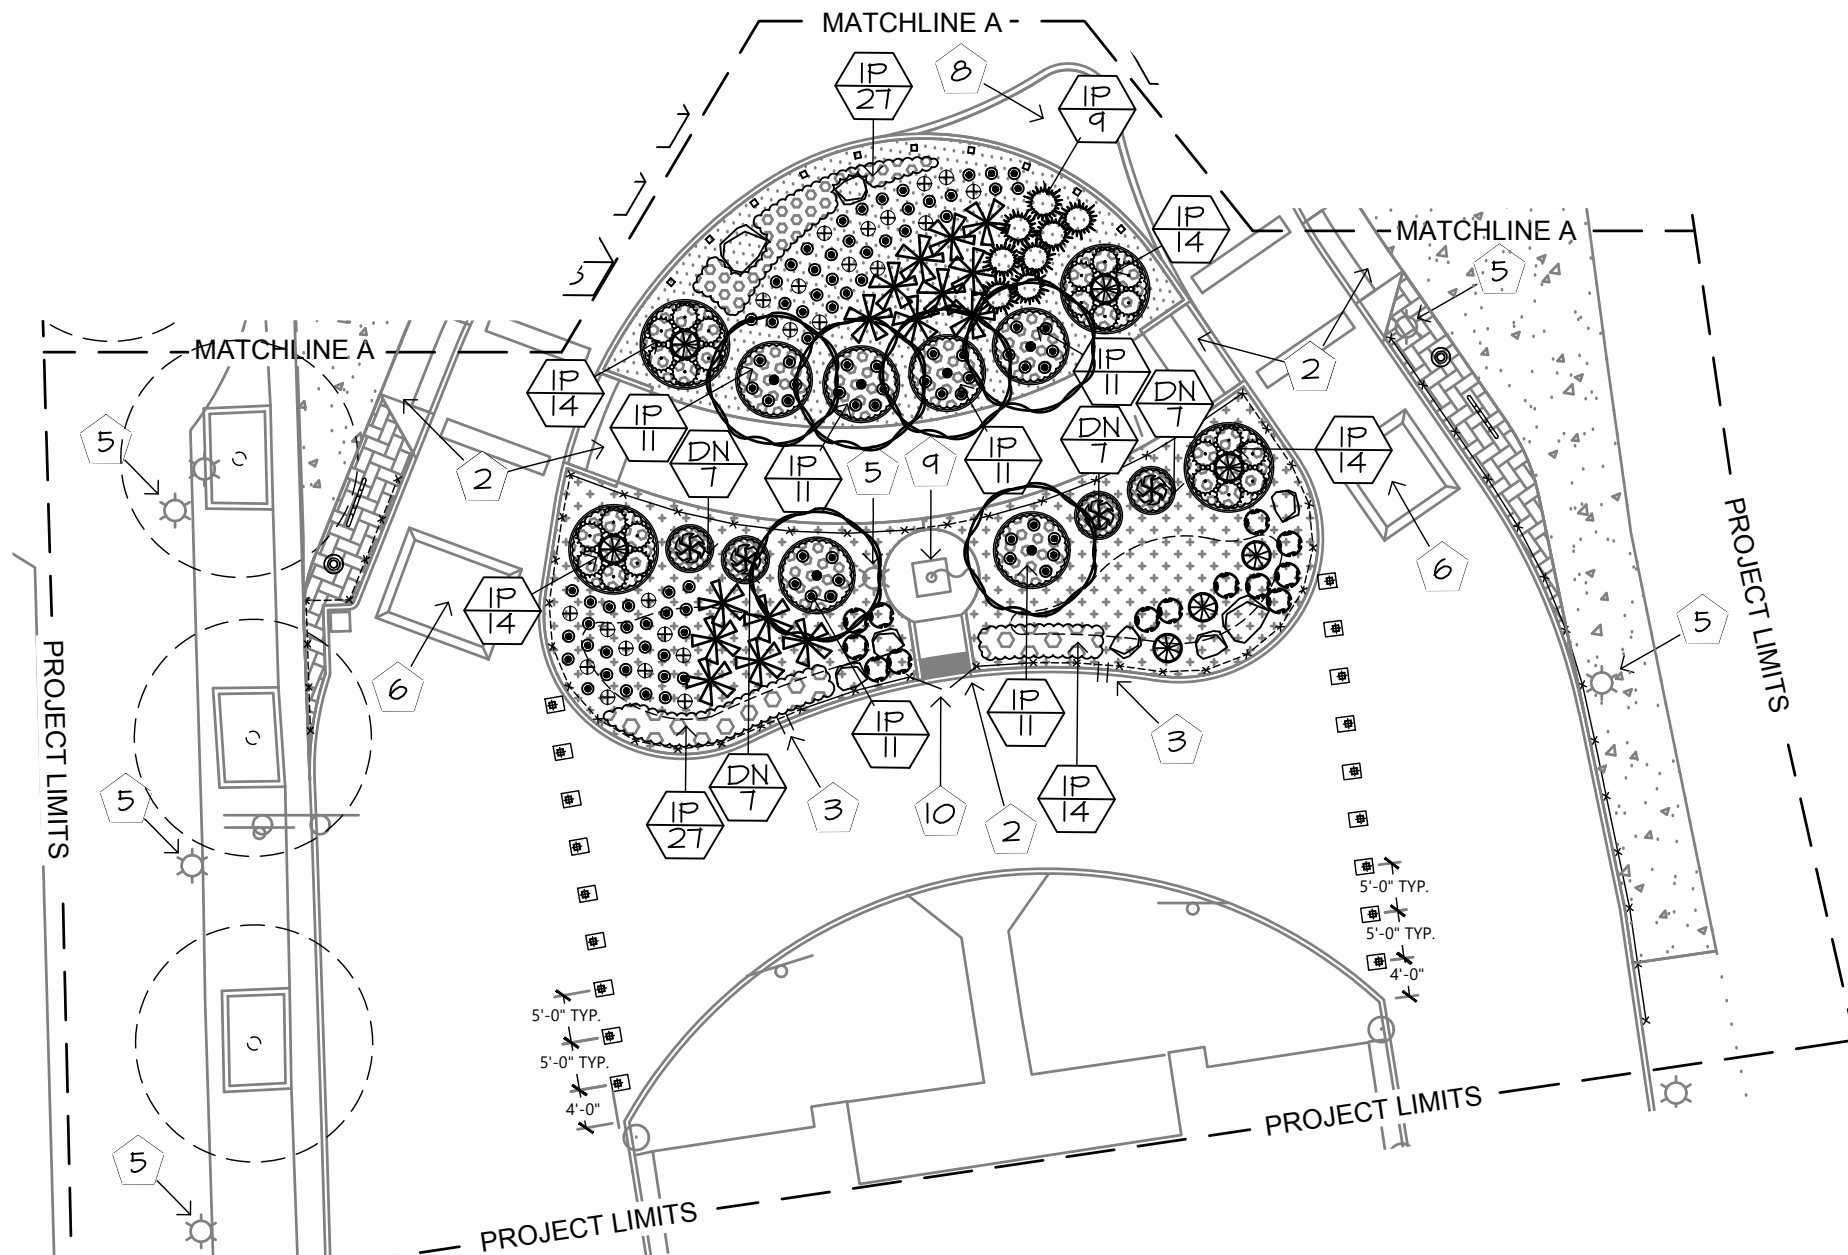 MATCHLINE A
IP
27
8
IP
9
IP
14
MATCHLINE A
5
MATCHLINE A
IP
14
IP
11
DN
7
IP
11
5
9
IP
11
DN
7
DN
7
IP
11
2
IP
14
5
2
6
PROJECT LIMITS
5
IP
14
6
PROJECT LIMITS
IP
11
IP
11
3
5
DN
7
IP
27
3
10
2
IP
14
5'-0" TYP.
5'-0" TYP.
4'-0"
5'-0" TYP.
5'-0" TYP.
4'-0"
5
PROJECT LIMITS
PROJECT LIMITS